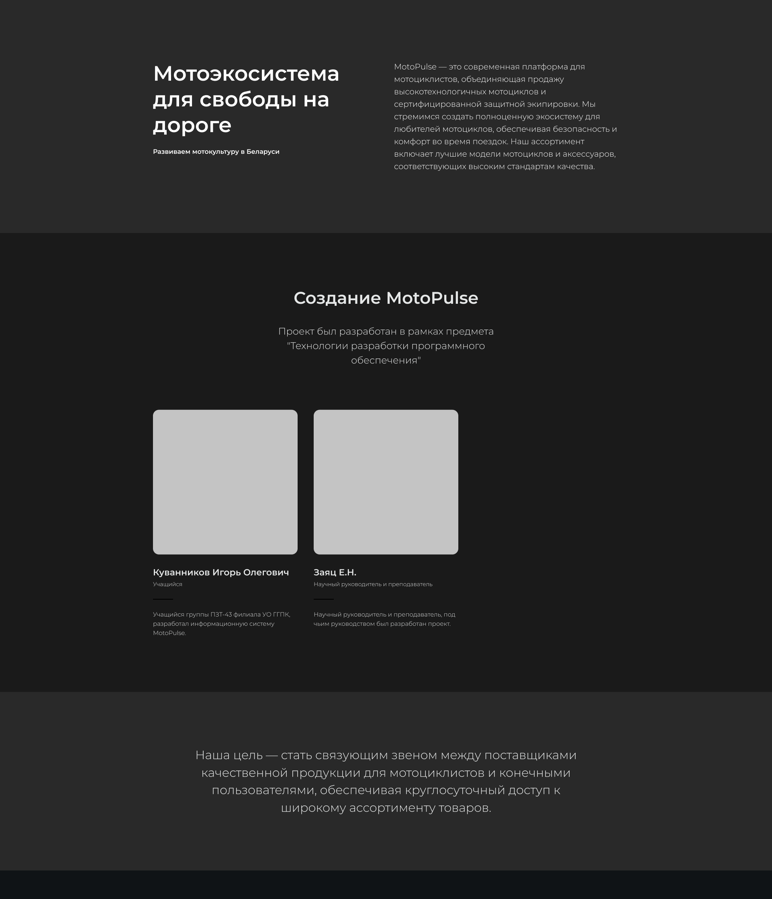 Мотоэкосистема
для свободы на
дороге
Развиваем мотокультуру в Беларуси
MotoPulse — это современная платформа для
мотоциклистов, объединяющая продажу
высокотехнологичных мотоциклов и
сертифицированной защитной экипировки. Мы
стремимся создать полноценную экосистему для
любителей мотоциклов, обеспечивая безопасность и
комфорт во время поездок. Наш ассортимент
включает лучшие модели мотоциклов и аксессуаров,
соответствующих высоким стандартам качества.
Создание MotoPulse
Проект был разработан в рамках предмета
"Технологии разработки программного
обеспечения"
Куванников Игорь Олегович
Учащийся
Учащийся группы ПЗТ-43 филиала УО ГГПК,
разработал информационную систему
MotoPulse.
Заяц Е.Н.
Научный руководитель и преподаватель
Научный руководитель и преподаватель, под
чьим руководством был разработан проект.
Наша цель — стать связующим звеном между поставщиками
качественной продукции для мотоциклистов и конечными
пользователями, обеспечивая круглосуточный доступ к
широкому ассортименту товаров.